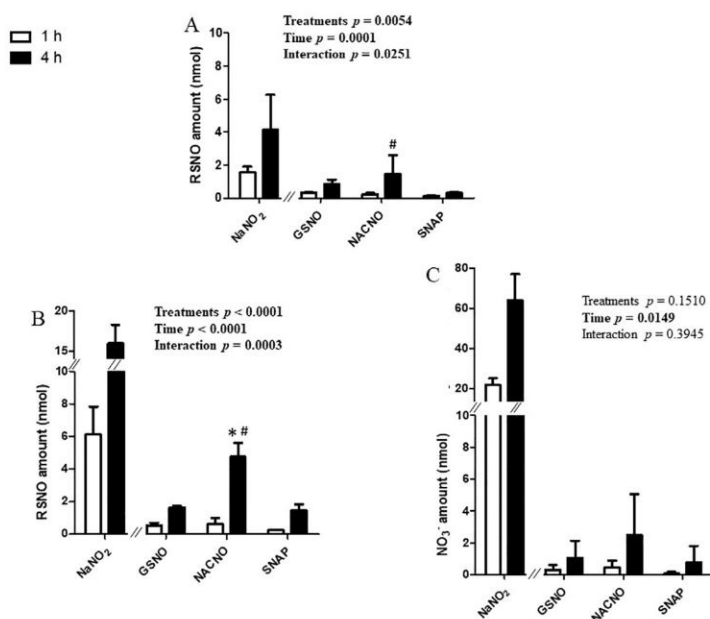 1 h
4 h
A
Treatments p = 0.0054
Time p = 0.0001
Interaction p = 0.0251
RSNO amount (nmol)
8
6
4
2
0
#
NaNO₂
GSNO
NACNO
SNAP
B
Treatments p < 0.0001
Time p < 0.0001
Interaction p = 0.0003
RSNO amount (nmol)
20
15
10
8
6
4
2
0
* #
NaNO₂
GSNO
NACNO
SNAP
C
Treatments p = 0.1510
Time p = 0.0149
Interaction p = 0.3945
NO₃⁻ amount (nmol)
80
60
40
20
10
8
6
4
2
0
NaNO₂
GSNO
NACNO
SNAP